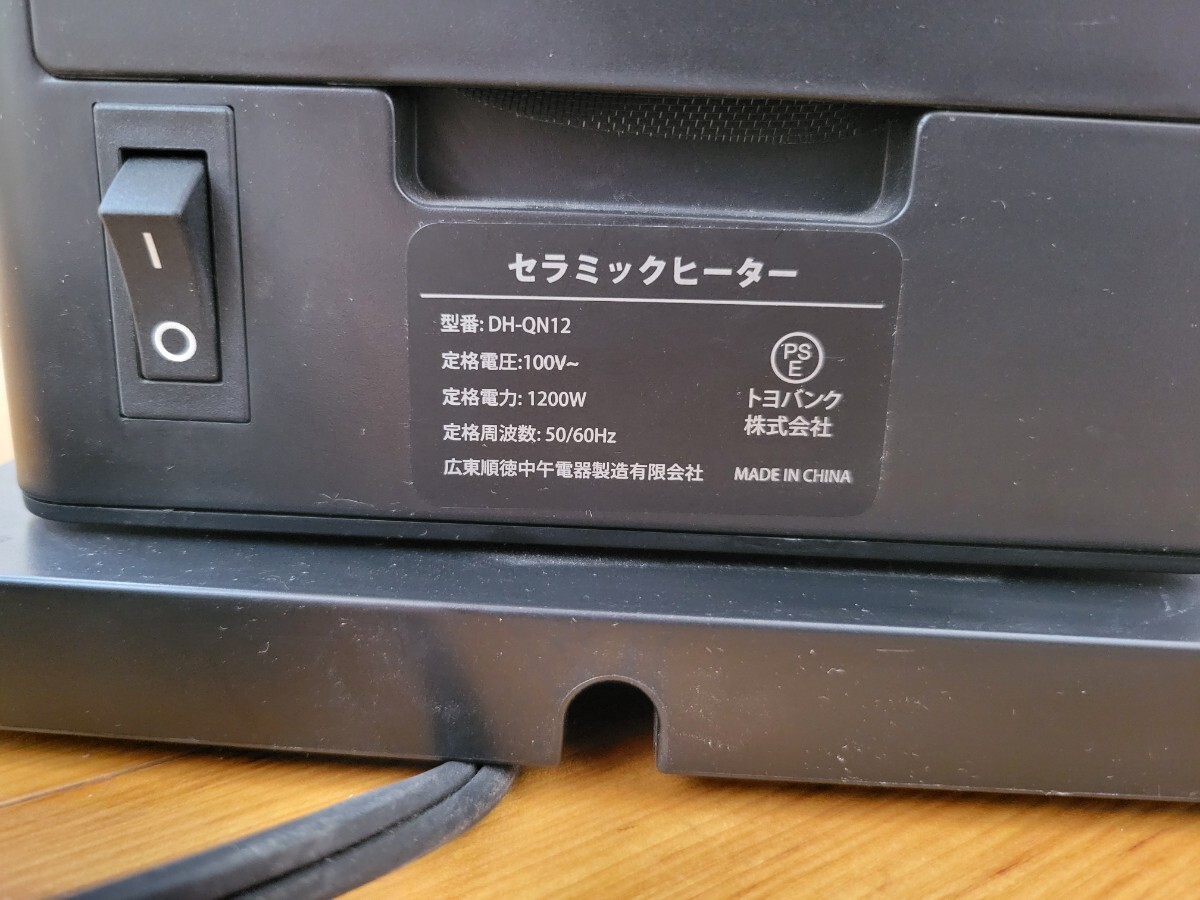 I
O
セラミックヒーター
型番: DH-QN12
定格電圧:100V~
定格電力: 1200W
定格周波数: 50/60Hz
広東順徳中午電器製造有限会社
PS
E
トヨバンク
株式会社
MADE IN CHINA